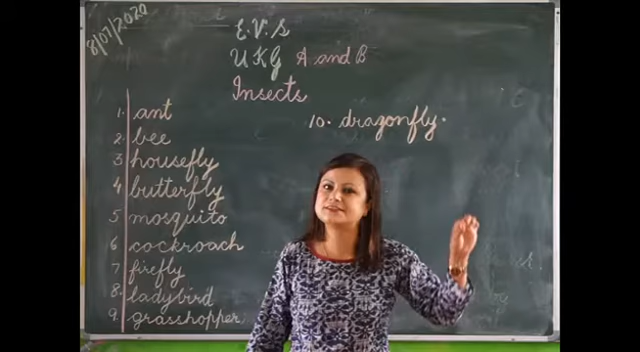 8/07/2020
E.V.S
UKG A and B
Insects
1. ant
2. bee
3 housefly
4 butterfly
5 mosquito
6 cockroach
7 firefly
8. ladybird
9. grasshopper
10. dragonfly.